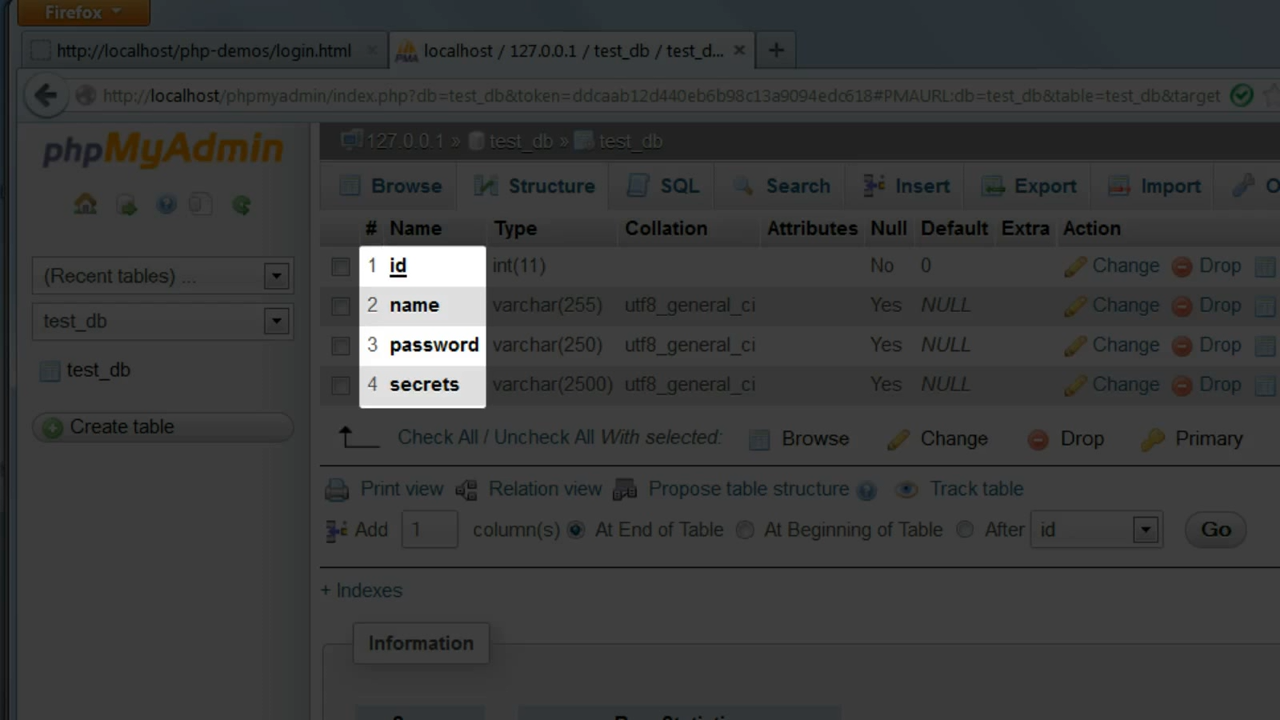 Firefox
http://localhost/php-demos/login.html
localhost / 127.0.0.1 / test_db / test_d...
http://localhost/phpmyadmin/index.php?db=test_db&token=ddcaab12d440eb6b98c13a9094edc618#PMAURL:db=test_db&table=test_db&target
phpMyAdmin
127.0.0.1 » test_db » test_db
Browse Structure SQL Search Insert Export Import
# Name Type Collation Attributes Null Default Extra Action
(Recent tables) ...
1 id int(11) No 0 Change Drop
2 name varchar(255) utf8_general_ci Yes NULL Change Drop
test_db
3 password varchar(250) utf8_general_ci Yes NULL Change Drop
test_db
4 secrets varchar(2500) utf8_general_ci Yes NULL Change Drop
Create table
Check All / Uncheck All With selected: Browse Change Drop Primary
Print view Relation view Propose table structure Track table
Add 1 column(s) At End of Table At Beginning of Table After id Go
+ Indexes
Information